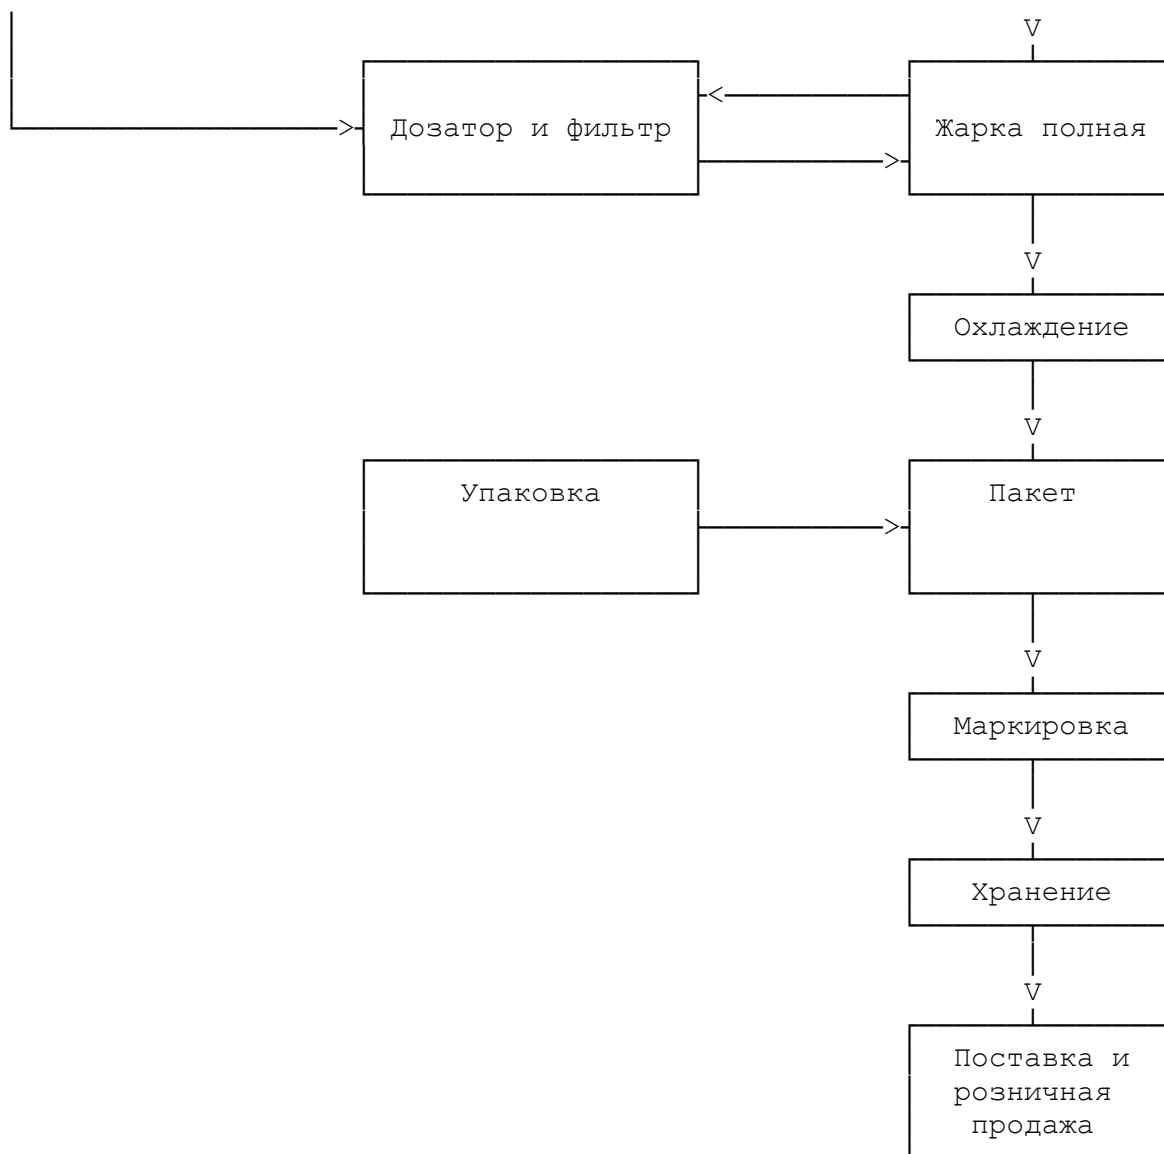 Дозатор и фильтр
Жарка полная
Охлаждение
Упаковка
Пакет
Маркировка
Хранение
Поставка и
розничная
продажа